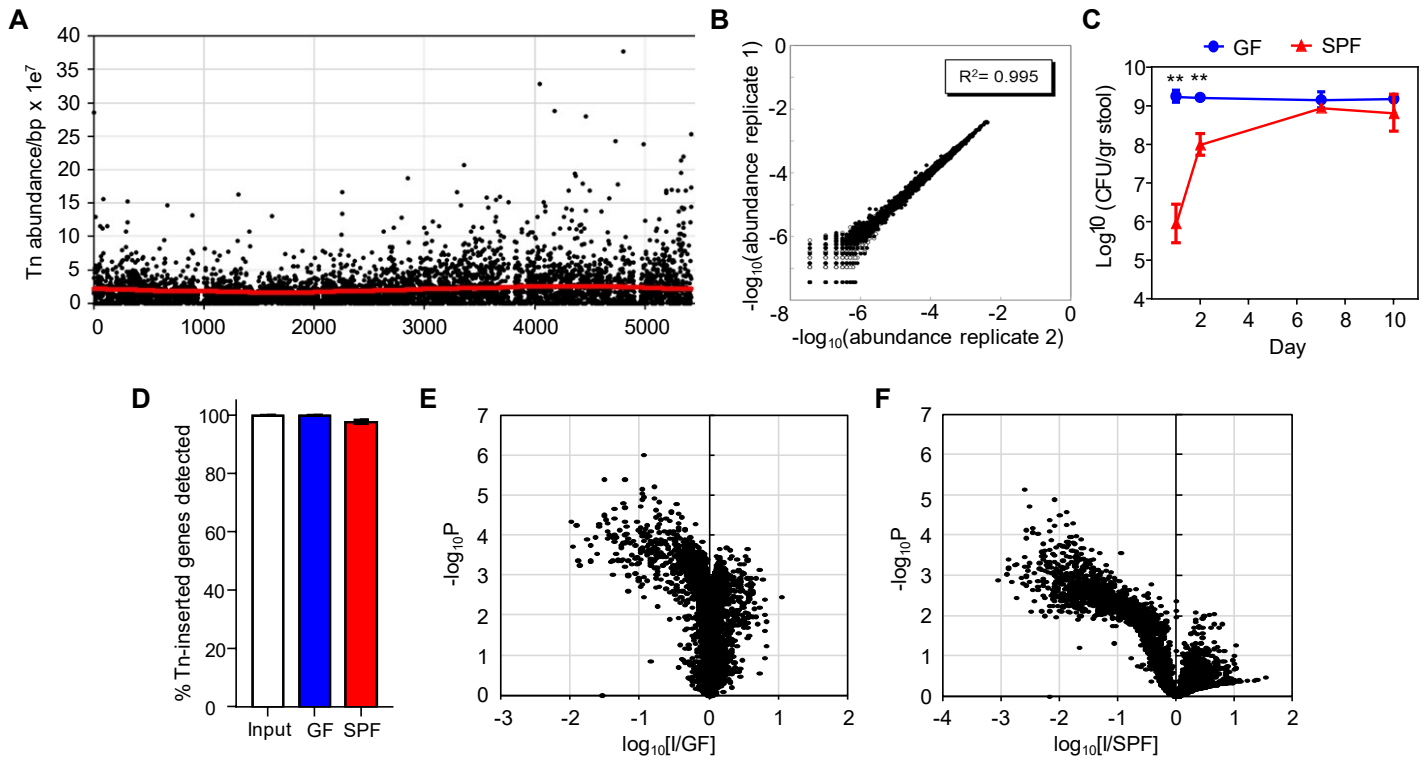 A
Tn abundance/bp x 1e⁷
40
35
30
25
20
15
10
5
0
0 1000 2000 3000 4000 5000
B
-log₁₀(abundance replicate 1)
0
-2
-4
-6
-8
R²= 0.995
-8 -6 -4 -2 0
-log₁₀(abundance replicate 2)
C
GF SPF
Log¹⁰ (CFU/gr stool)
10
9
8
7
6
5
4
** **
2 4 6 8 10
Day
D
% Tn-inserted genes detected
100
80
60
40
20
0
Input GF SPF
E
-log₁₀P
7
6
5
4
3
2
1
0
-3 -2 -1 0 1 2
log₁₀[I/GF]
F
-log₁₀P
7
6
5
4
3
2
1
0
-4 -3 -2 -1 0 1 2
log₁₀[I/SPF]